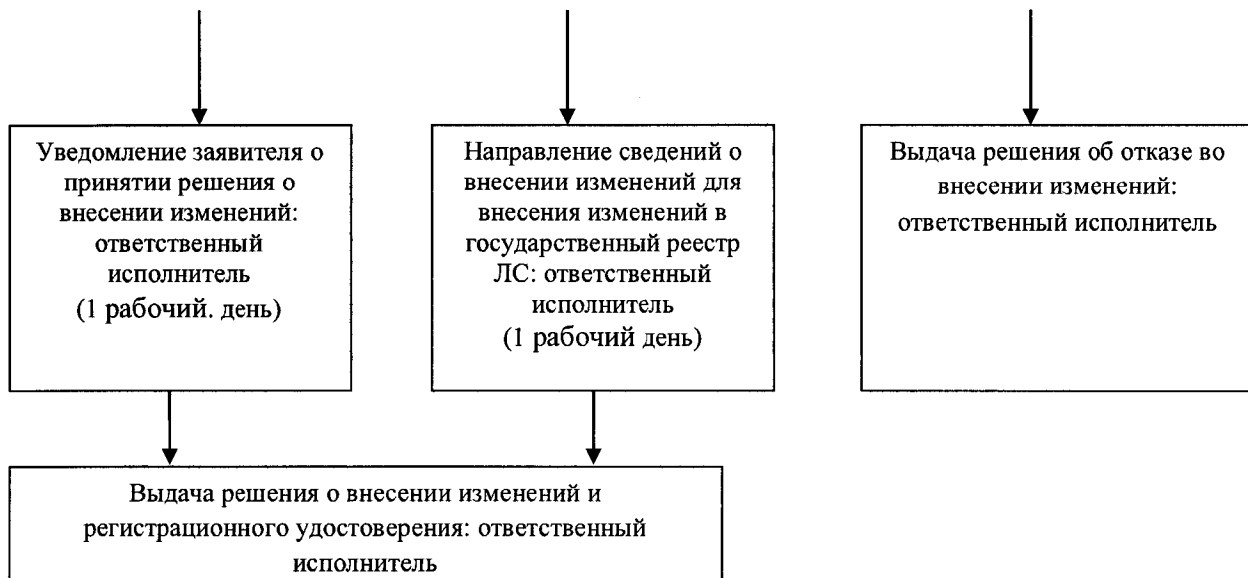 Уведомление заявителя о
принятии решения о
внесении изменений:
ответственный
исполнитель
(1 рабочий. день)
Направление сведений о
внесении изменений для
внесения изменений в
государственный реестр
ЛС: ответственный
исполнитель
(1 рабочий день)
Выдача решения об отказе во
внесении изменений:
ответственный исполнитель
Выдача решения о внесении изменений и
регистрационного удостоверения: ответственный
исполнитель